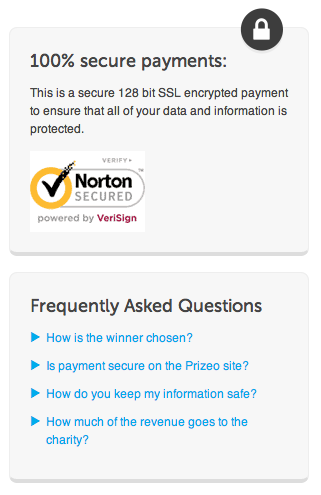 100% secure payments:
This is a secure 128 bit SSL encrypted payment
to ensure that all of your data and information is
protected.
VERIFY▸
Norton™
SECURED
powered by VeriSign
Frequently Asked Questions
How is the winner chosen?
Is payment secure on the Prizeo site?
How do you keep my information safe?
How much of the revenue goes to the
charity?